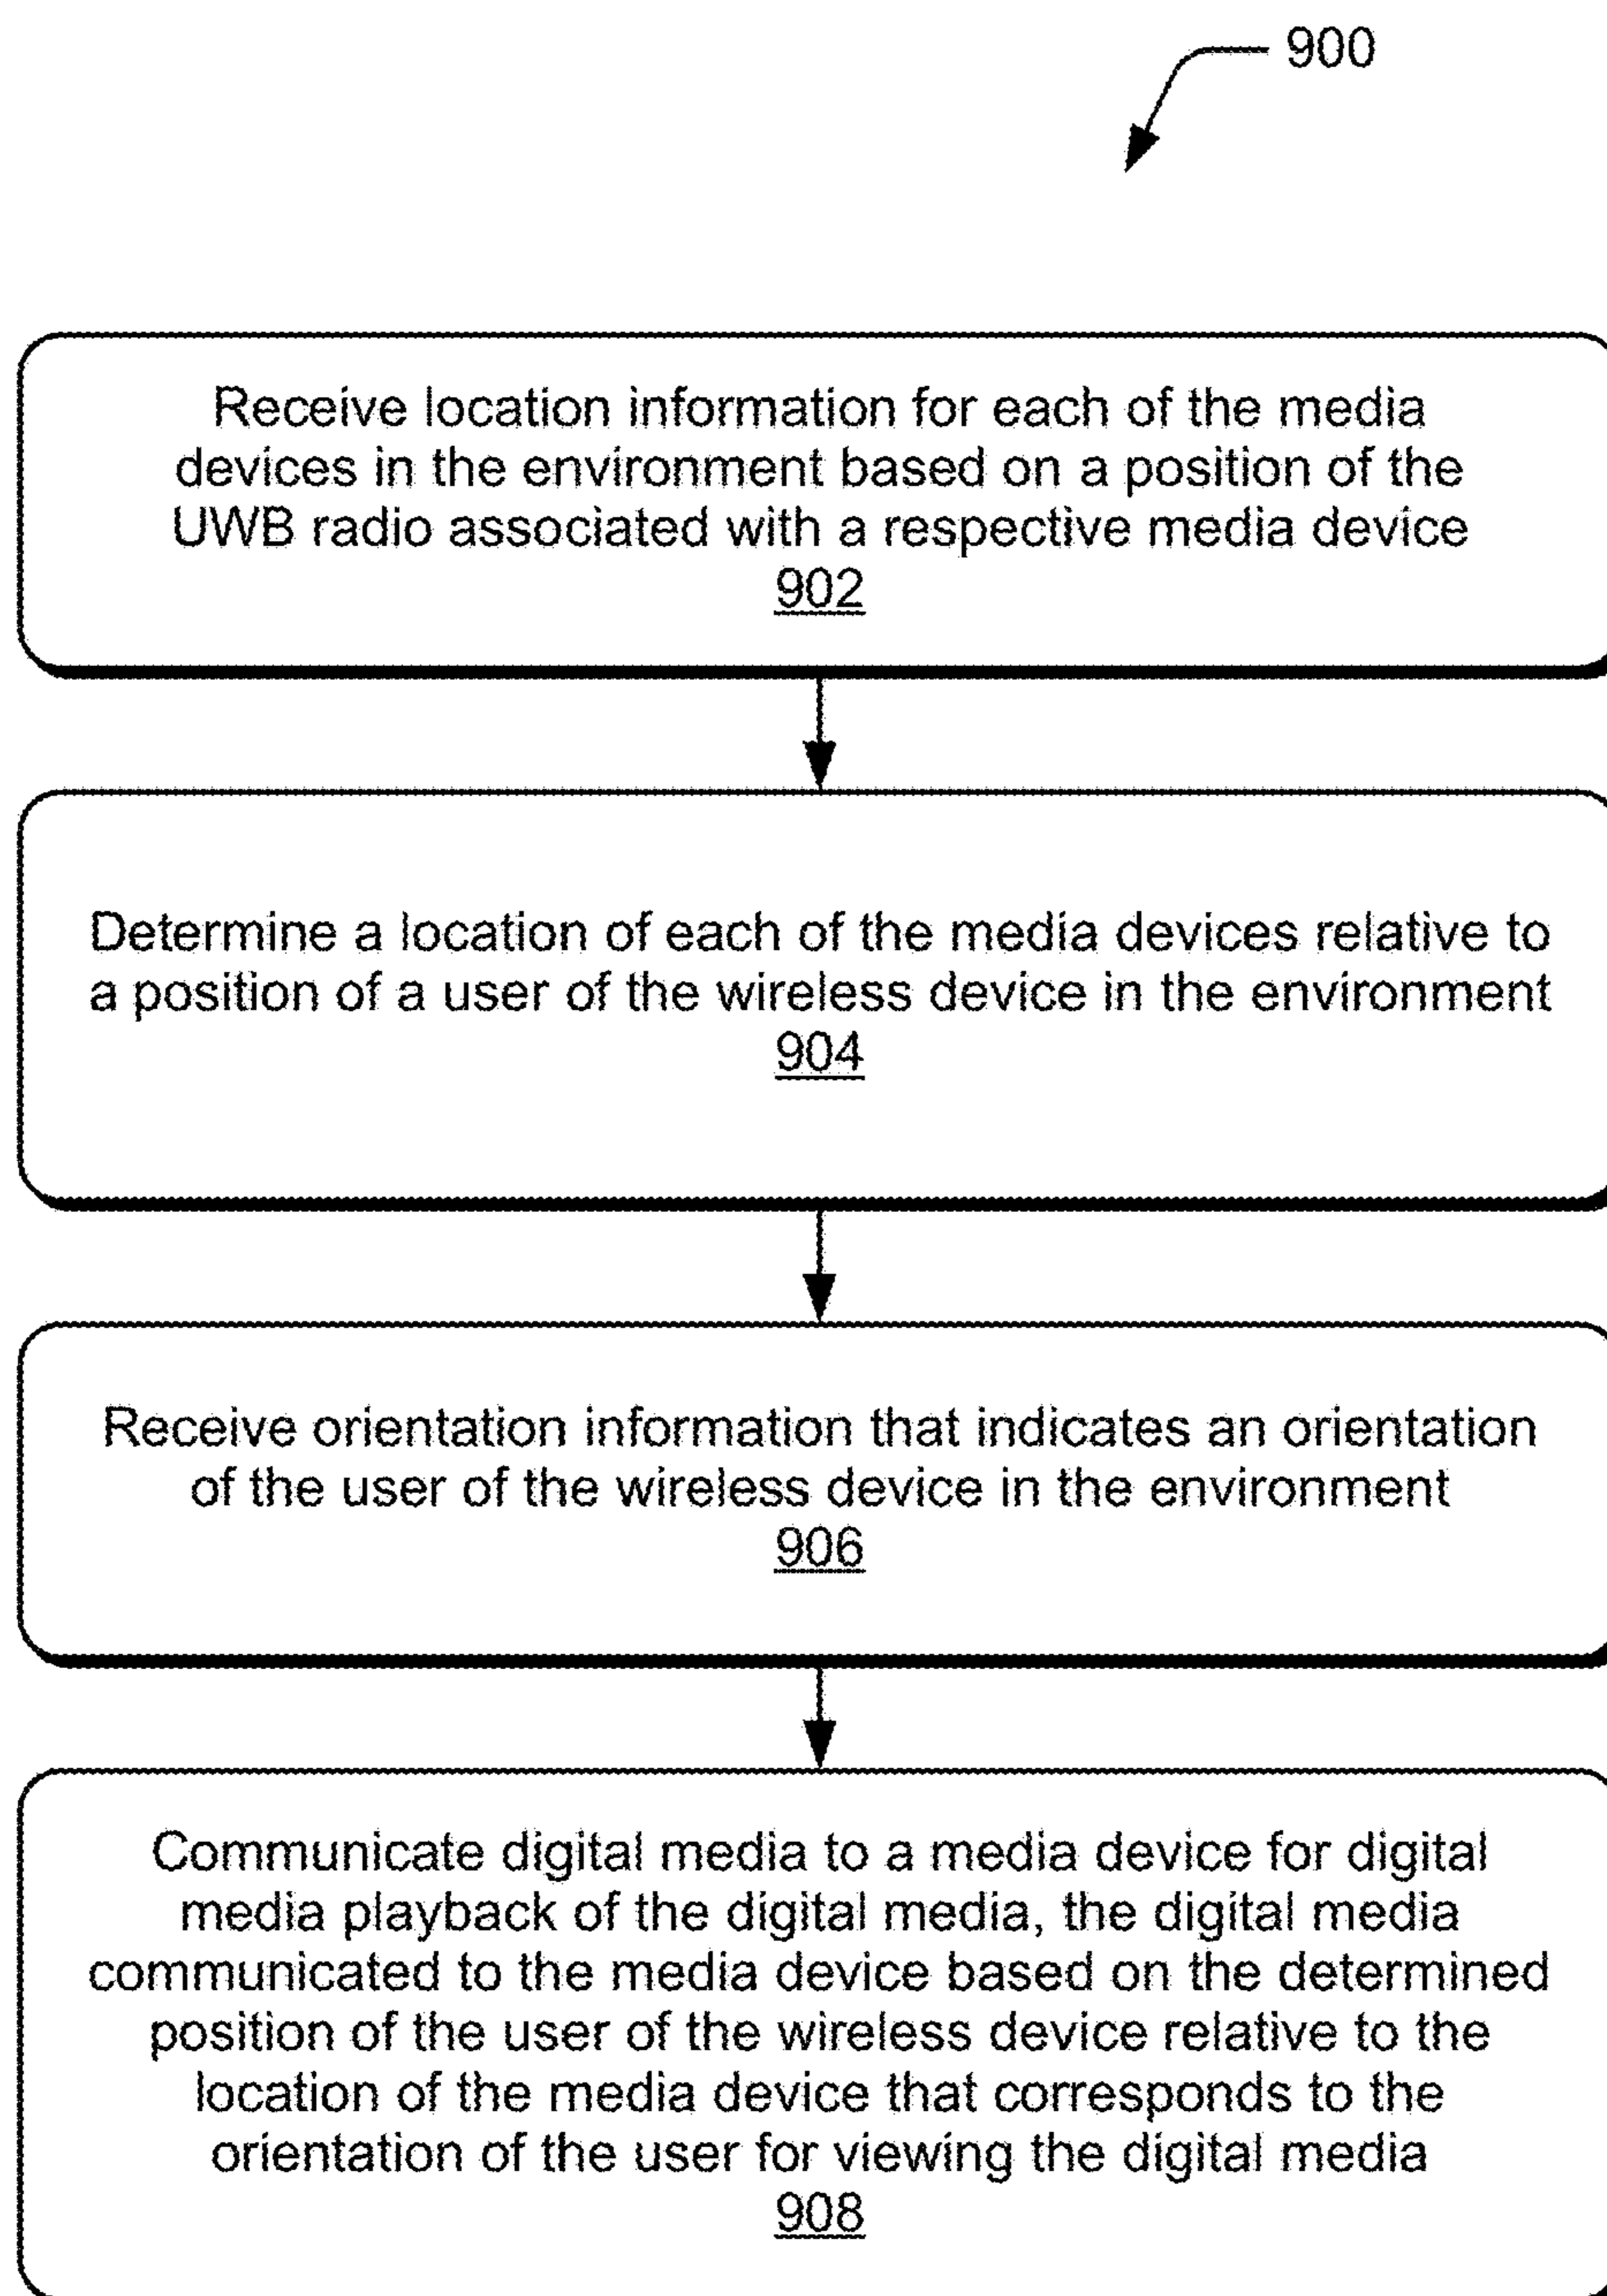 900
Receive location information for each of the media
devices in the environment based on a position of the
UWB radio associated with a respective media device
902
Determine a location of each of the media devices relative to
a position of a user of the wireless device in the environment
904
Receive orientation information that indicates an orientation
of the user of the wireless device in the environment
906
Communicate digital media to a media device for digital
media playback of the digital media, the digital media
communicated to the media device based on the determined
position of the user of the wireless device relative to the
location of the media device that corresponds to the
orientation of the user for viewing the digital media
908